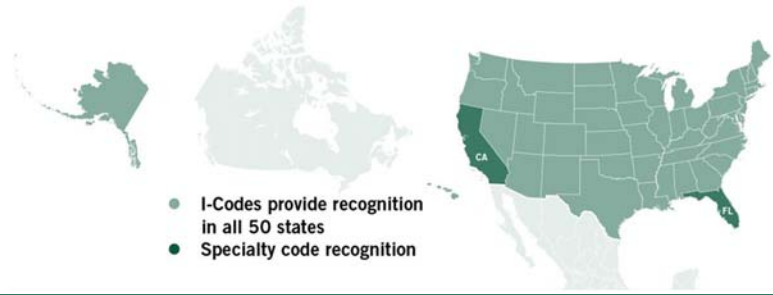 CA
FL
I-Codes provide recognition
in all 50 states
Specialty code recognition